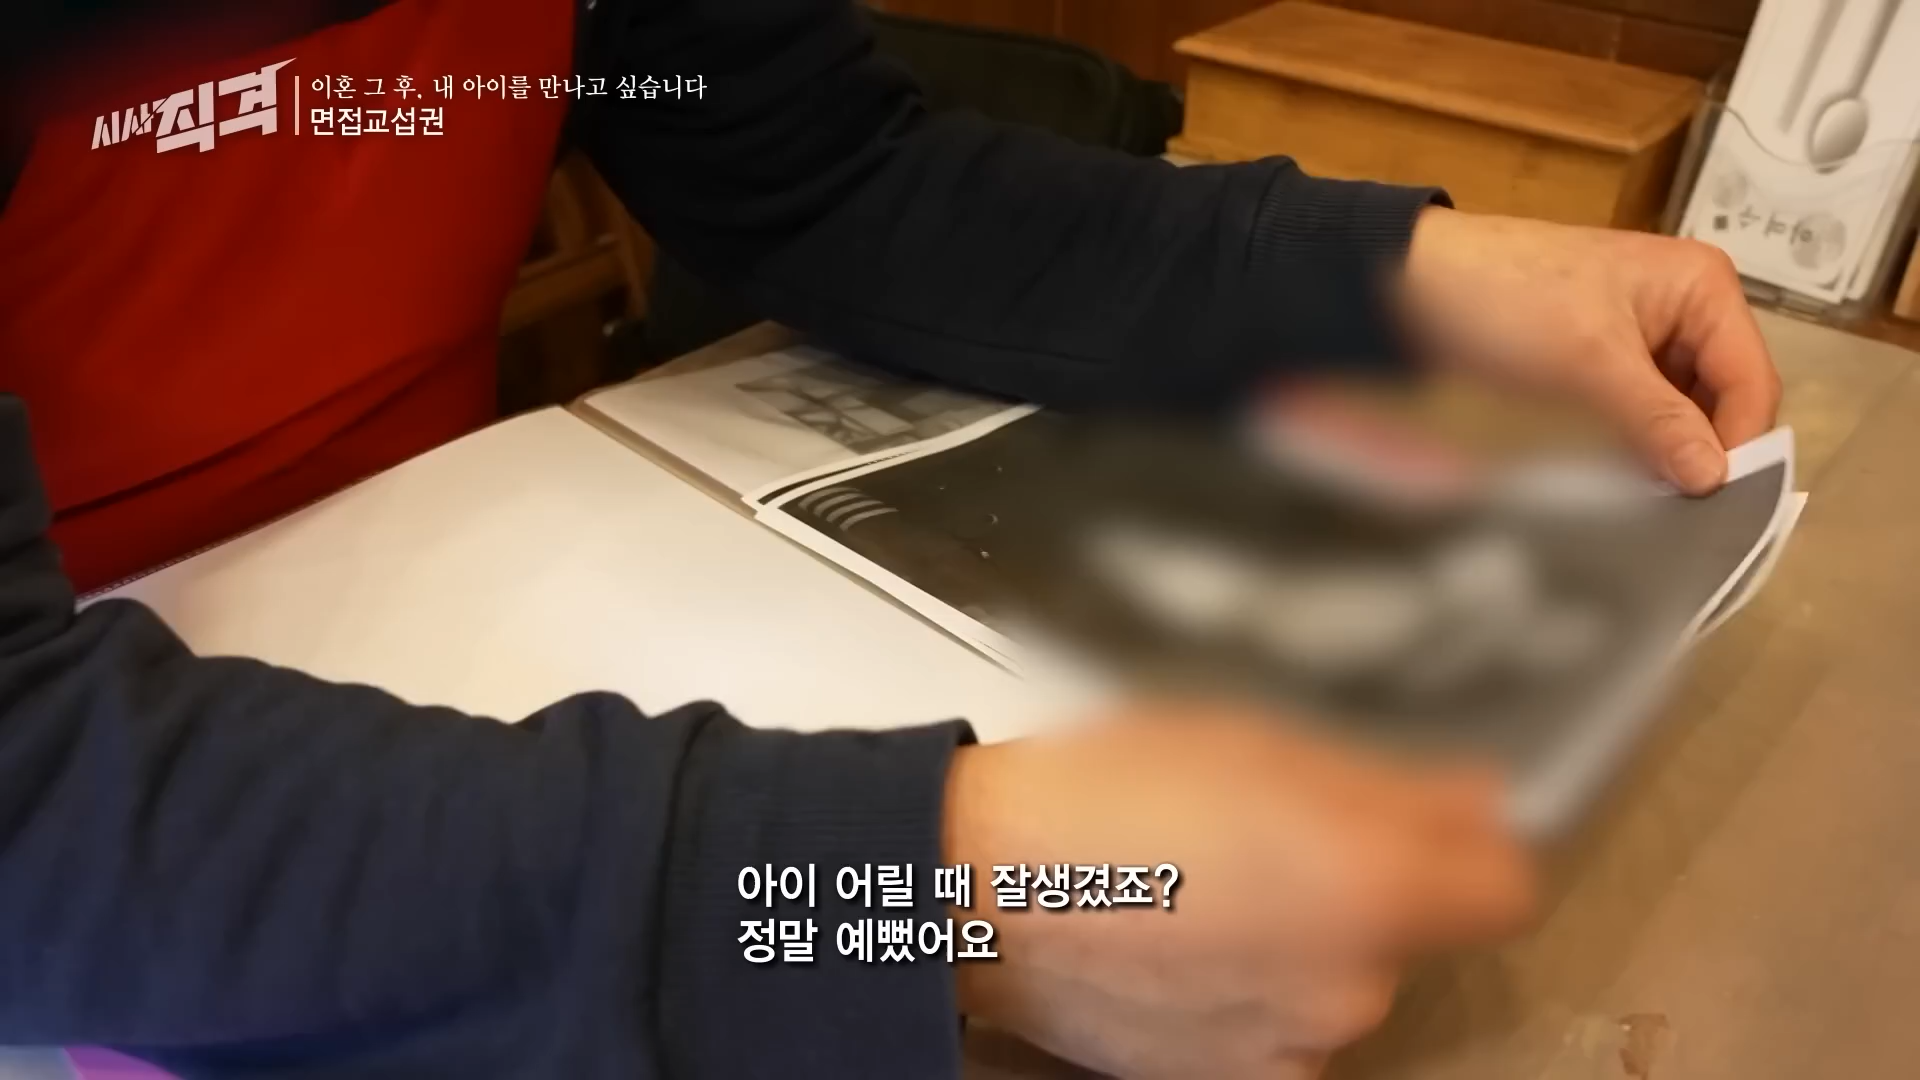 시사직격
이혼 그 후, 내 아이를 만나고 싶습니다
면접교섭권
아이 어릴 때 잘생겼죠?
정말 예뻤어요